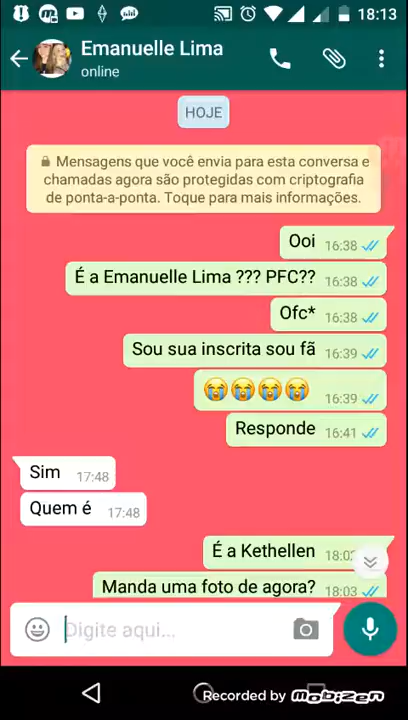 18:13
Emanuelle Lima
online
HOJE
Mensagens que você envia para esta conversa e
chamadas agora são protegidas com criptografia
de ponta-a-ponta. Toque para mais informações.
Ooi 16:38
É a Emanuelle Lima ??? PFC?? 16:38
Ofc* 16:38
Sou sua inscrita sou fã 16:39
😭😭😭😭 16:39
Responde 16:41
Sim 17:48
Quem é 17:48
É a Kethellen
Manda uma foto de agora? 18:03
Digite aqui...
Recorded by mobizen